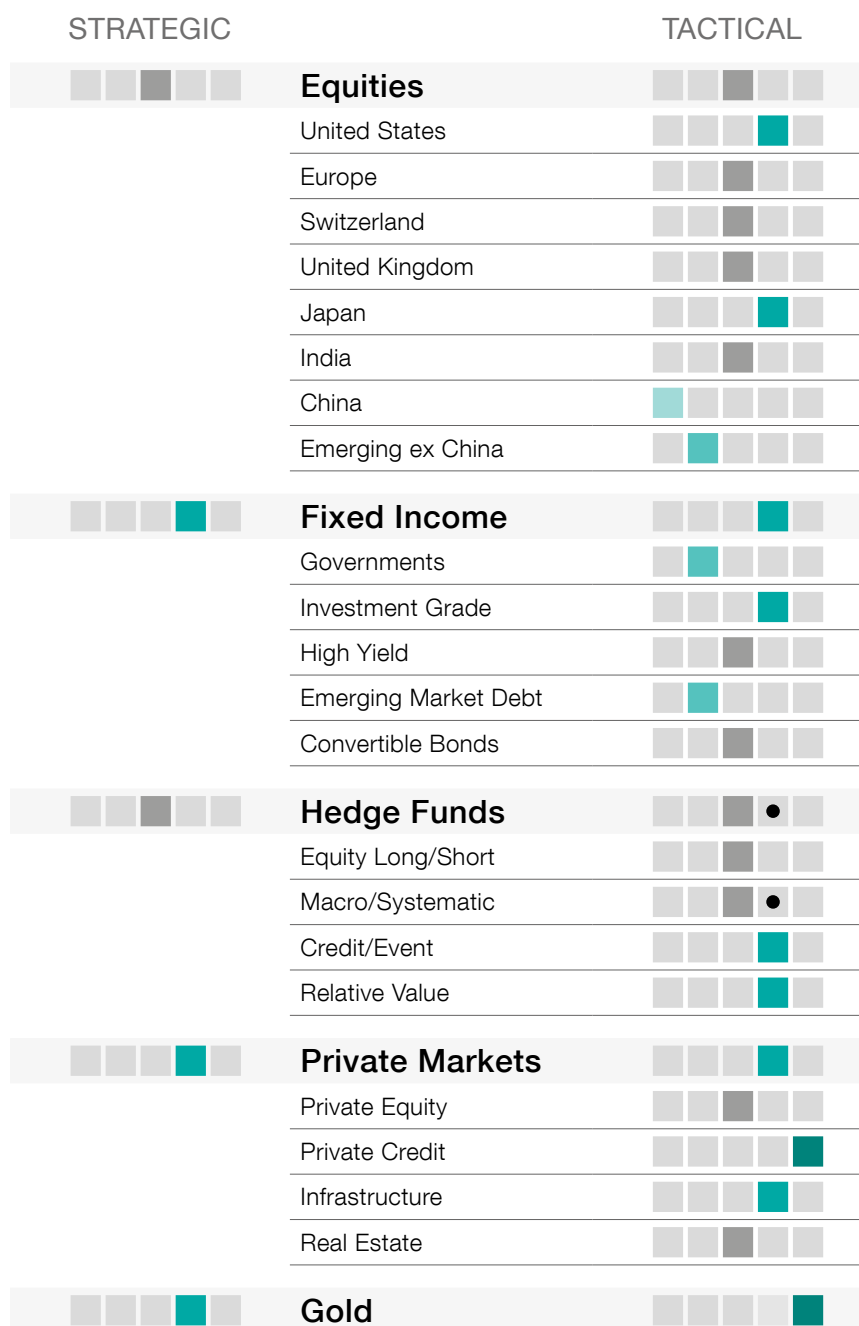 STRATEGIC TACTICAL
Equities
United States
Europe
Switzerland
United Kingdom
Japan
India
China
Emerging ex China
Fixed Income
Governments
Investment Grade
High Yield
Emerging Market Debt
Convertible Bonds
Hedge Funds
Equity Long/Short
Macro/Systematic
Credit/Event
Relative Value
Private Markets
Private Equity
Private Credit
Infrastructure
Real Estate
Gold